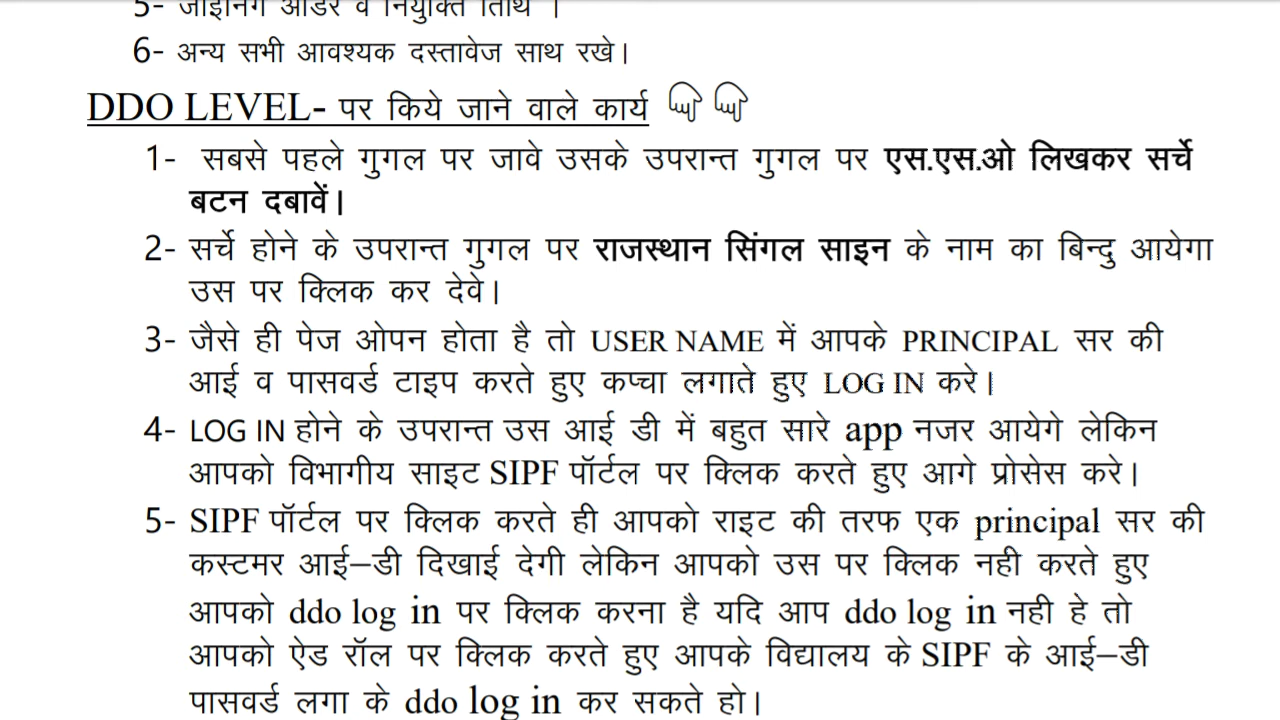 5- जोइनिंग ऑर्डर व नियुक्ति तिथि ।
6- अन्य सभी आवश्यक दस्तावेज साथ रखे।
DDO LEVEL- पर किये जाने वाले कार्य 👇👇
1- सबसे पहले गुगल पर जावे उसके उपरान्त गुगल पर एस.एस.ओ लिखकर सर्चे
बटन दबावें।
2- सर्चे होने के उपरान्त गुगल पर राजस्थान सिंगल साइन के नाम का बिन्दु आयेगा
उस पर क्लिक कर देवे।
3- जैसे ही पेज ओपन होता है तो USER NAME में आपके PRINCIPAL सर की
आई व पासवर्ड टाइप करते हुए कप्चा लगाते हुए LOG IN करे।
4- LOG IN होने के उपरान्त उस आई डी में बहुत सारे app नजर आयेगे लेकिन
आपको विभागीय साइट SIPF पॉर्टल पर क्लिक करते हुए आगे प्रोसेस करे।
5- SIPF पॉर्टल पर क्लिक करते ही आपको राइट की तरफ एक principal सर की
कस्टमर आई–डी दिखाई देगी लेकिन आपको उस पर क्लिक नही करते हुए
आपको ddo log in पर क्लिक करना है यदि आप ddo log in नही हे तो
आपको ऐड रॉल पर क्लिक करते हुए आपके विद्यालय के SIPF के आई–डी
पासवर्ड लगा के ddo log in कर सकते हो।